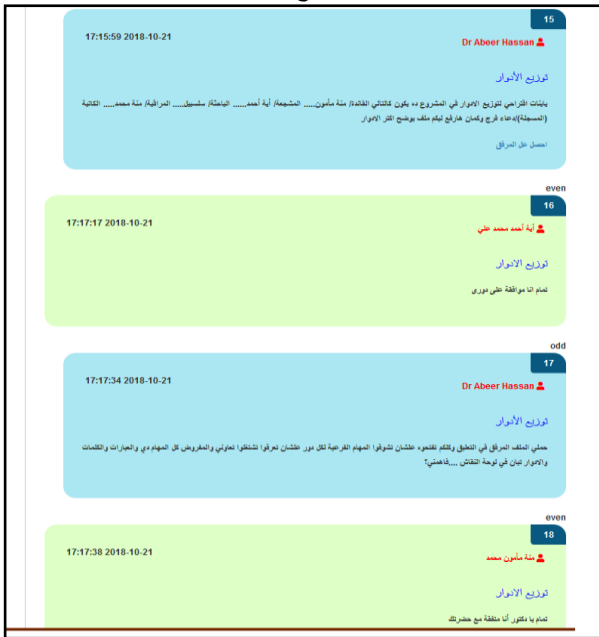 15
17:15:59 2018-10-21
Dr Abeer Hassan
توزيع الأدوار
يابنات اقتراحي لتوزيع الادوار في المشروع ده يكون كالتالي القائدة/ منة مأمون..... المشجعة/ أية أحمد...... الباحثة/ سلسبيل..... المراقبة/ منة محمد..... الكاتبة
(المسجلة)/دعاء فرج وكمان هارفع ليكم ملف يوضح اكتر الادوار
احصل عل المرفق
even
16
17:17:17 2018-10-21
أية أحمد محمد علي
توزيع الادوار
تمام انا موافقة على دورى
odd
17
17:17:34 2018-10-21
Dr Abeer Hassan
توزيع الأدوار
حملي الملف المرفق في التعليق وكلكم تفتحوه علشان تشوفوا المهام الفرعية لكل دور علشان تعرفوا تشتغلوا تعاوني والمفروض كل المهام دي والعبارات والكلمات
والادوار تبان في لوحة النقاش ....فاهمني؟
even
18
17:17:38 2018-10-21
منة مأمون محمد
توزيع الادوار
تمام يا دكتور أنا متفقة مع حضرتك